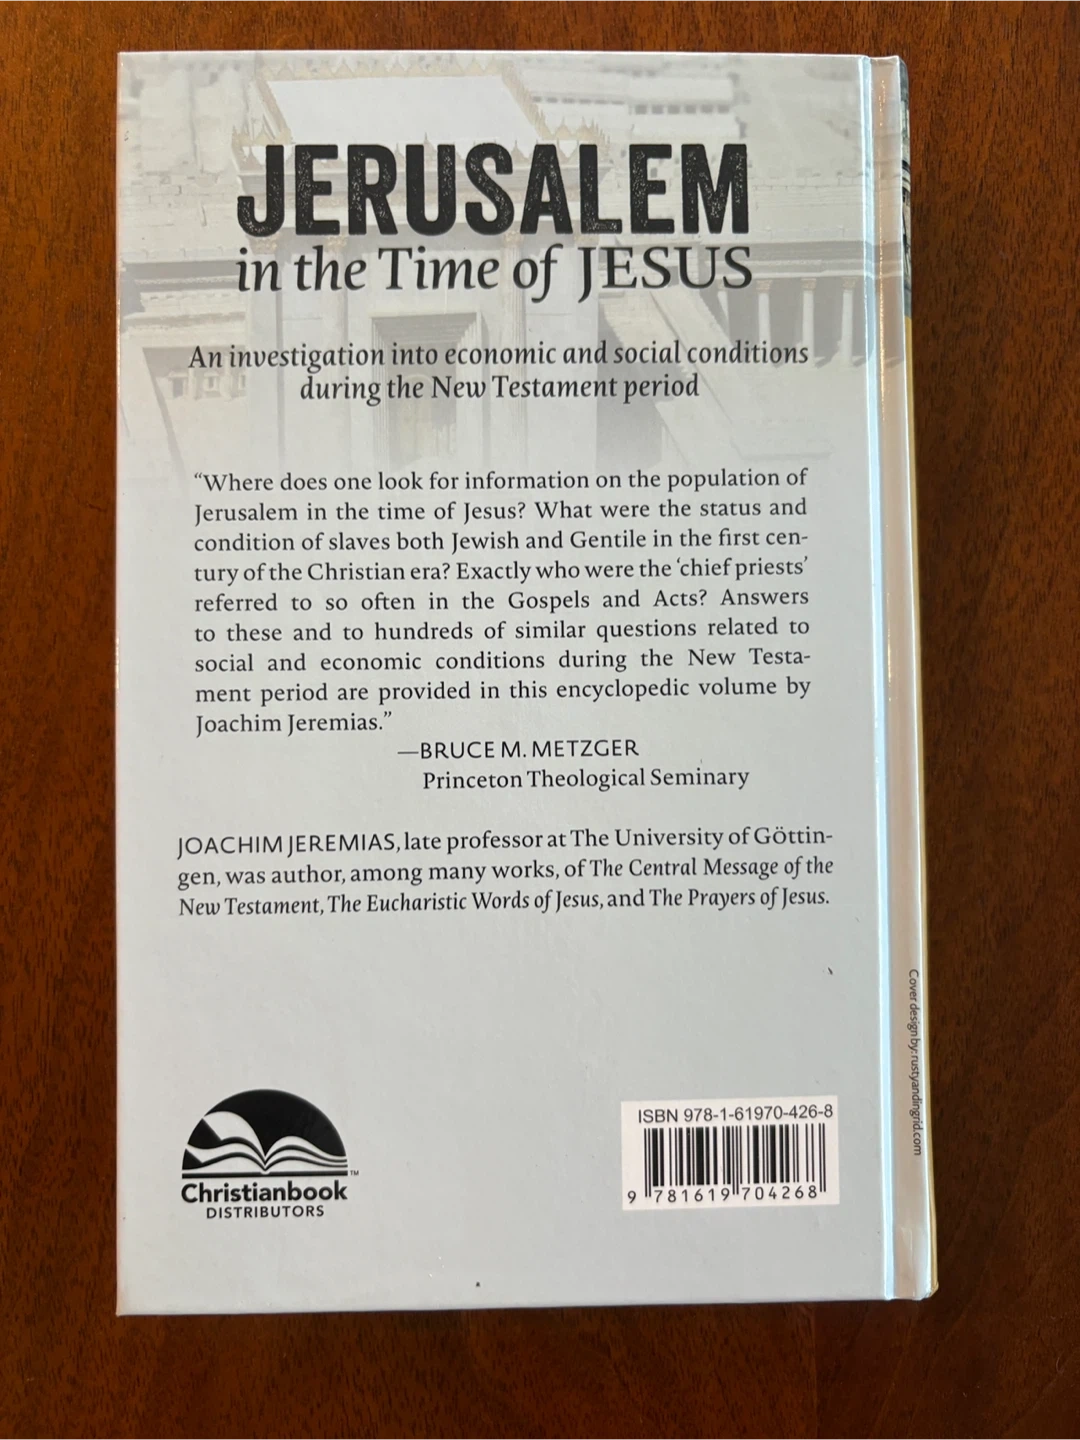 JERUSALEM
in the Time of JESUS
An investigation into economic and social conditions
during the New Testament period
“Where does one look for information on the population of
Jerusalem in the time of Jesus? What were the status and
condition of slaves both Jewish and Gentile in the first cen-
tury of the Christian era? Exactly who were the ‘chief priests’
referred to so often in the Gospels and Acts? Answers
to these and to hundreds of similar questions related to
social and economic conditions during the New Testa-
ment period are provided in this encyclopedic volume by
Joachim Jeremias.”
—BRUCE M. METZGER
Princeton Theological Seminary
JOACHIM JEREMIAS, late professor at The University of Göttin-
gen, was author, among many works, of The Central Message of the
New Testament, The Eucharistic Words of Jesus, and The Prayers of Jesus.
Cover design by: rustyandingrid.com
Christianbook™
DISTRIBUTORS
ISBN 978-1-61970-426-8
9 781619 704268